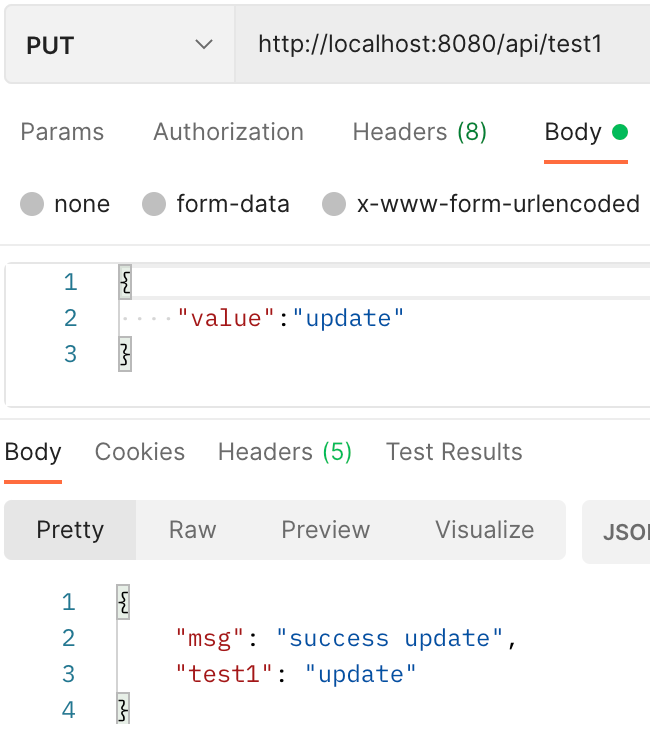 PUT http://localhost:8080/api/test1
Params Authorization Headers (8) Body
none form-data x-www-form-urlencoded
1 {
2 "value":"update"
3 }
Body Cookies Headers (5) Test Results
Pretty Raw Preview Visualize JSO
1 {
2 "msg": "success update",
3 "test1": "update"
4 }